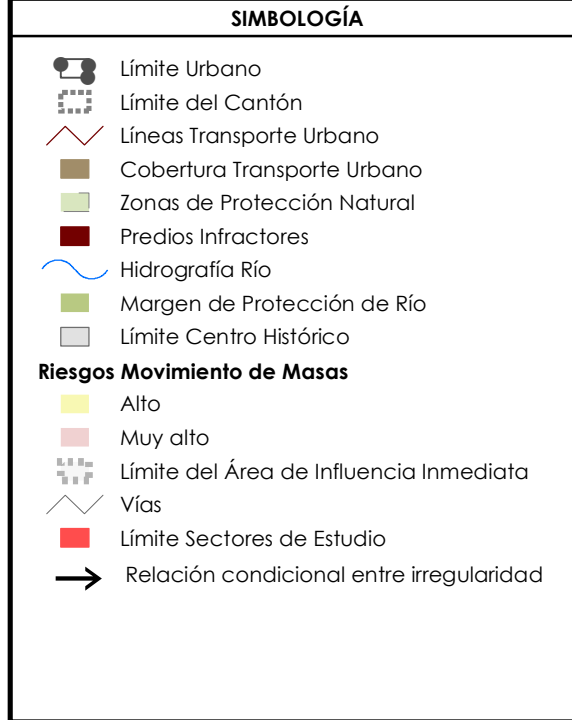 SIMBOLOGÍA
Límite Urbano
Límite del Cantón
Líneas Transporte Urbano
Cobertura Transporte Urbano
Zonas de Protección Natural
Predios Infractores
Hidrografía Río
Margen de Protección de Río
Límite Centro Histórico
Riesgos Movimiento de Masas
Alto
Muy alto
Límite del Área de Influencia Inmediata
Vías
Límite Sectores de Estudio
Relación condicional entre irregularidad